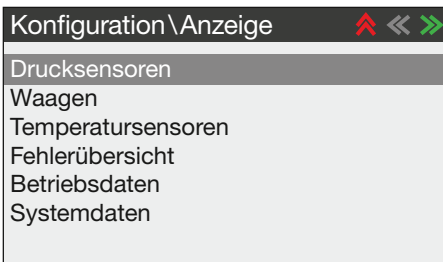 Konfiguration\Anzeige
Drucksensoren
Waagen
Temperatursensoren
Fehlerübersicht
Betriebsdaten
Systemdaten